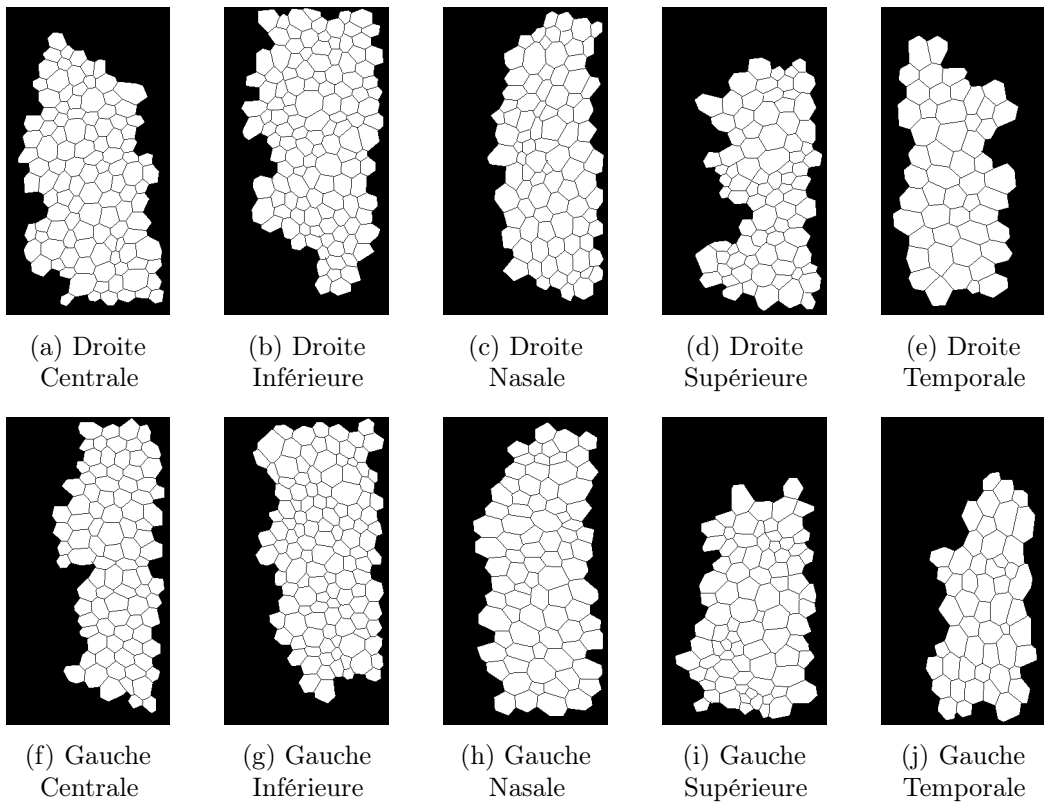 (a) Droite
Centrale
(b) Droite
Inférieure
(c) Droite
Nasale
(d) Droite
Supérieure
(e) Droite
Temporale
(f) Gauche
Centrale
(g) Gauche
Inférieure
(h) Gauche
Nasale
(i) Gauche
Supérieure
(j) Gauche
Temporale